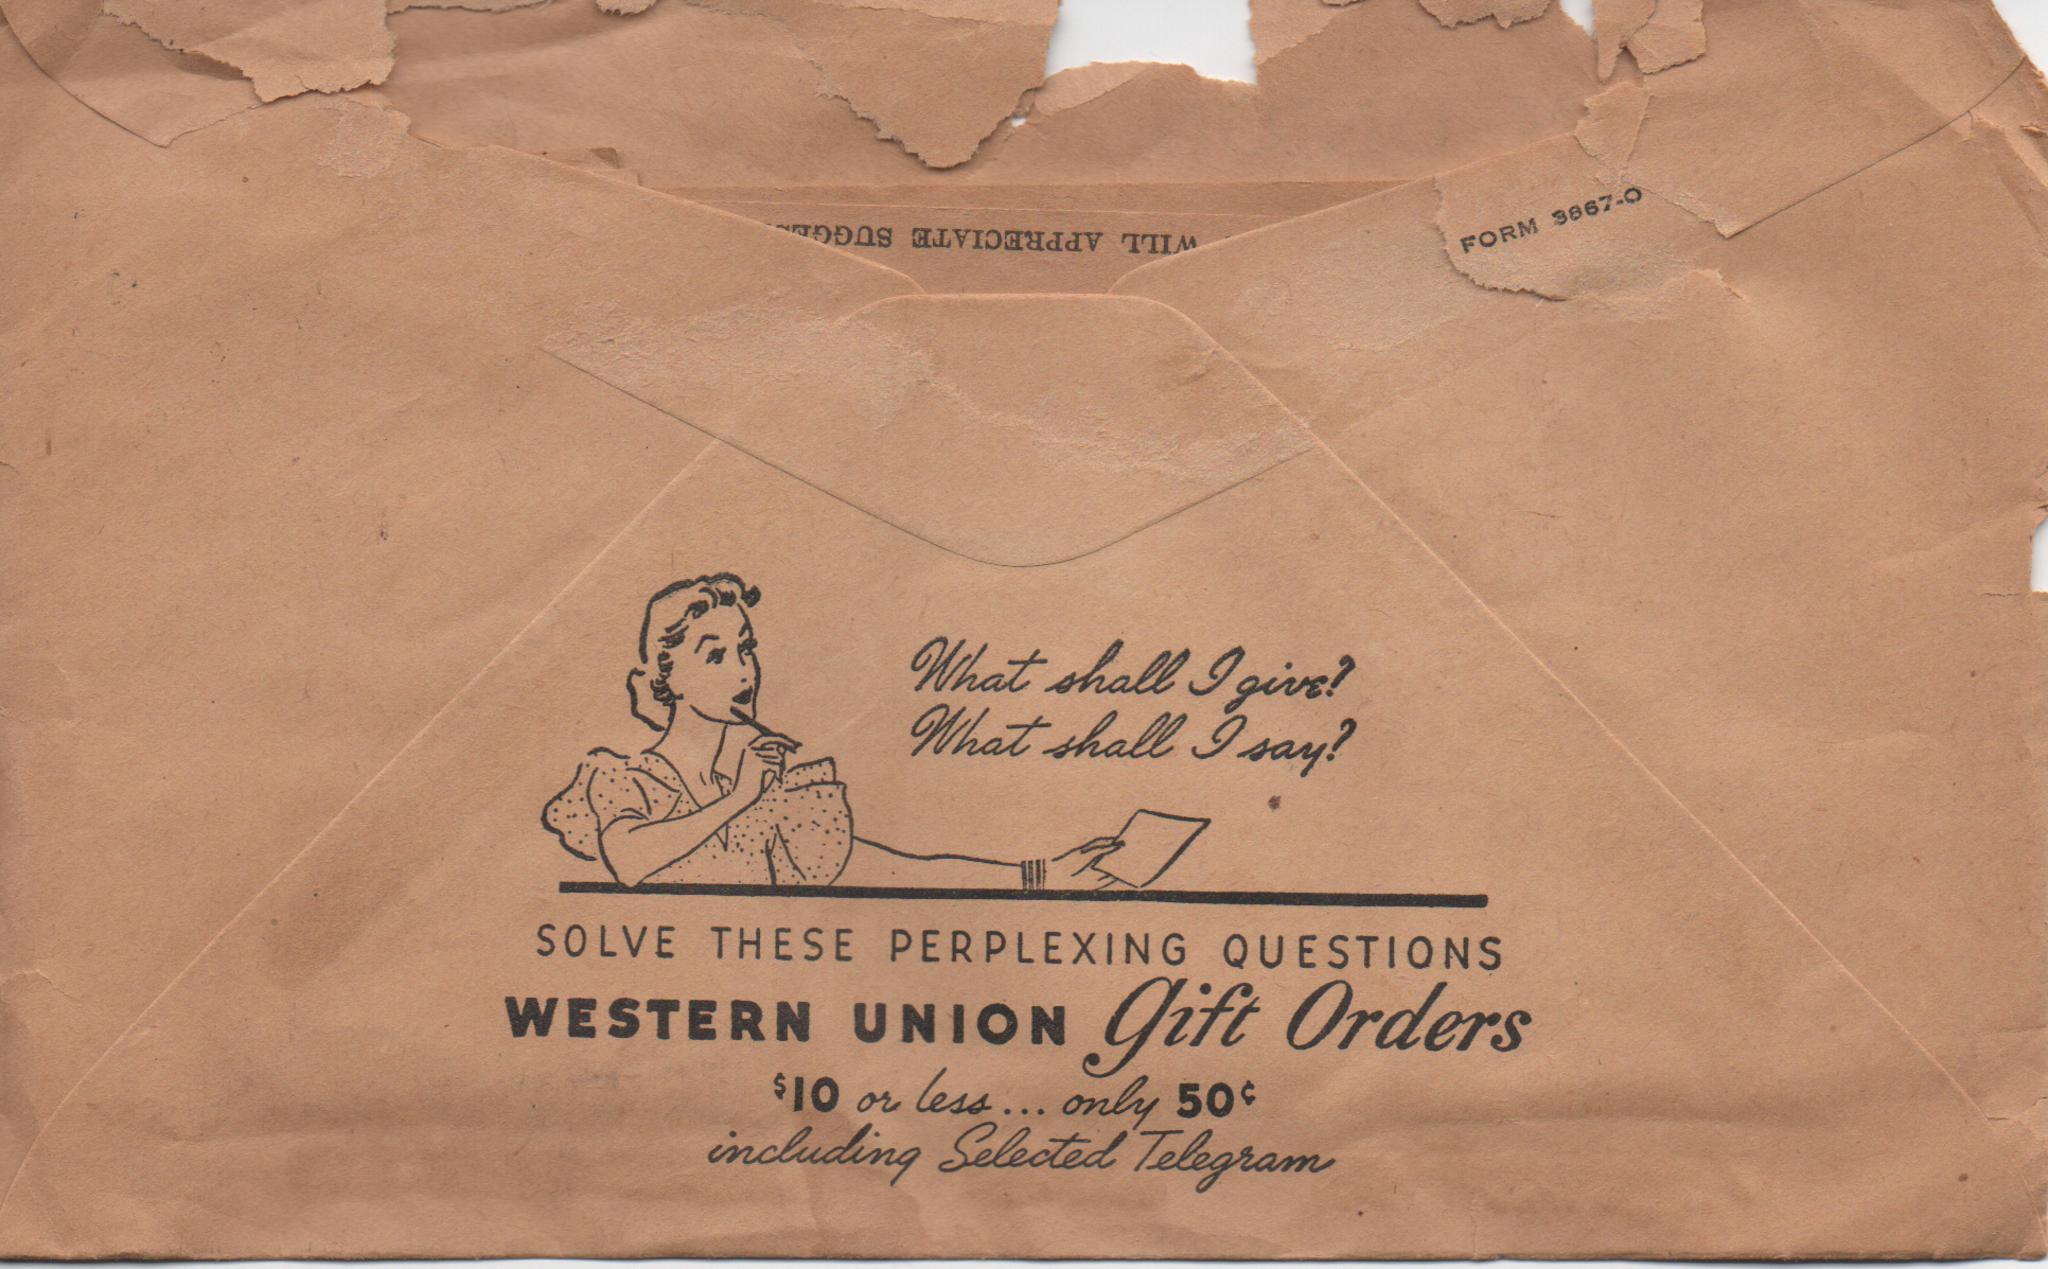 WILL APPRECIATE
FORM 3867-O
What shall I give?
What shall I say?
SOLVE THESE PERPLEXING QUESTIONS
WESTERN UNION Gift Orders
$10 or less... only 50¢
including Selected Telegram